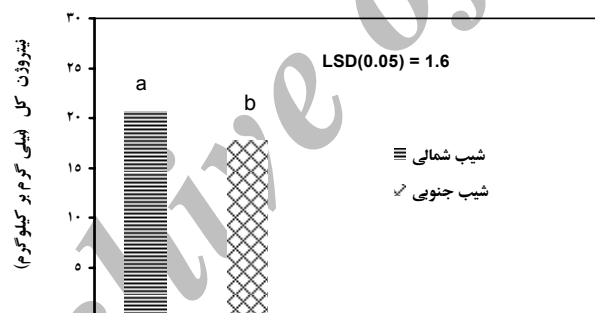 ۳۰
۲۵
۲۰
۱۵
۱۰
۵
نیتروژن کل (میلی گرم بر کیلوگرم)
LSD(0.05) = 1.6
a
b
شیب شمالی
شیب جنوبی